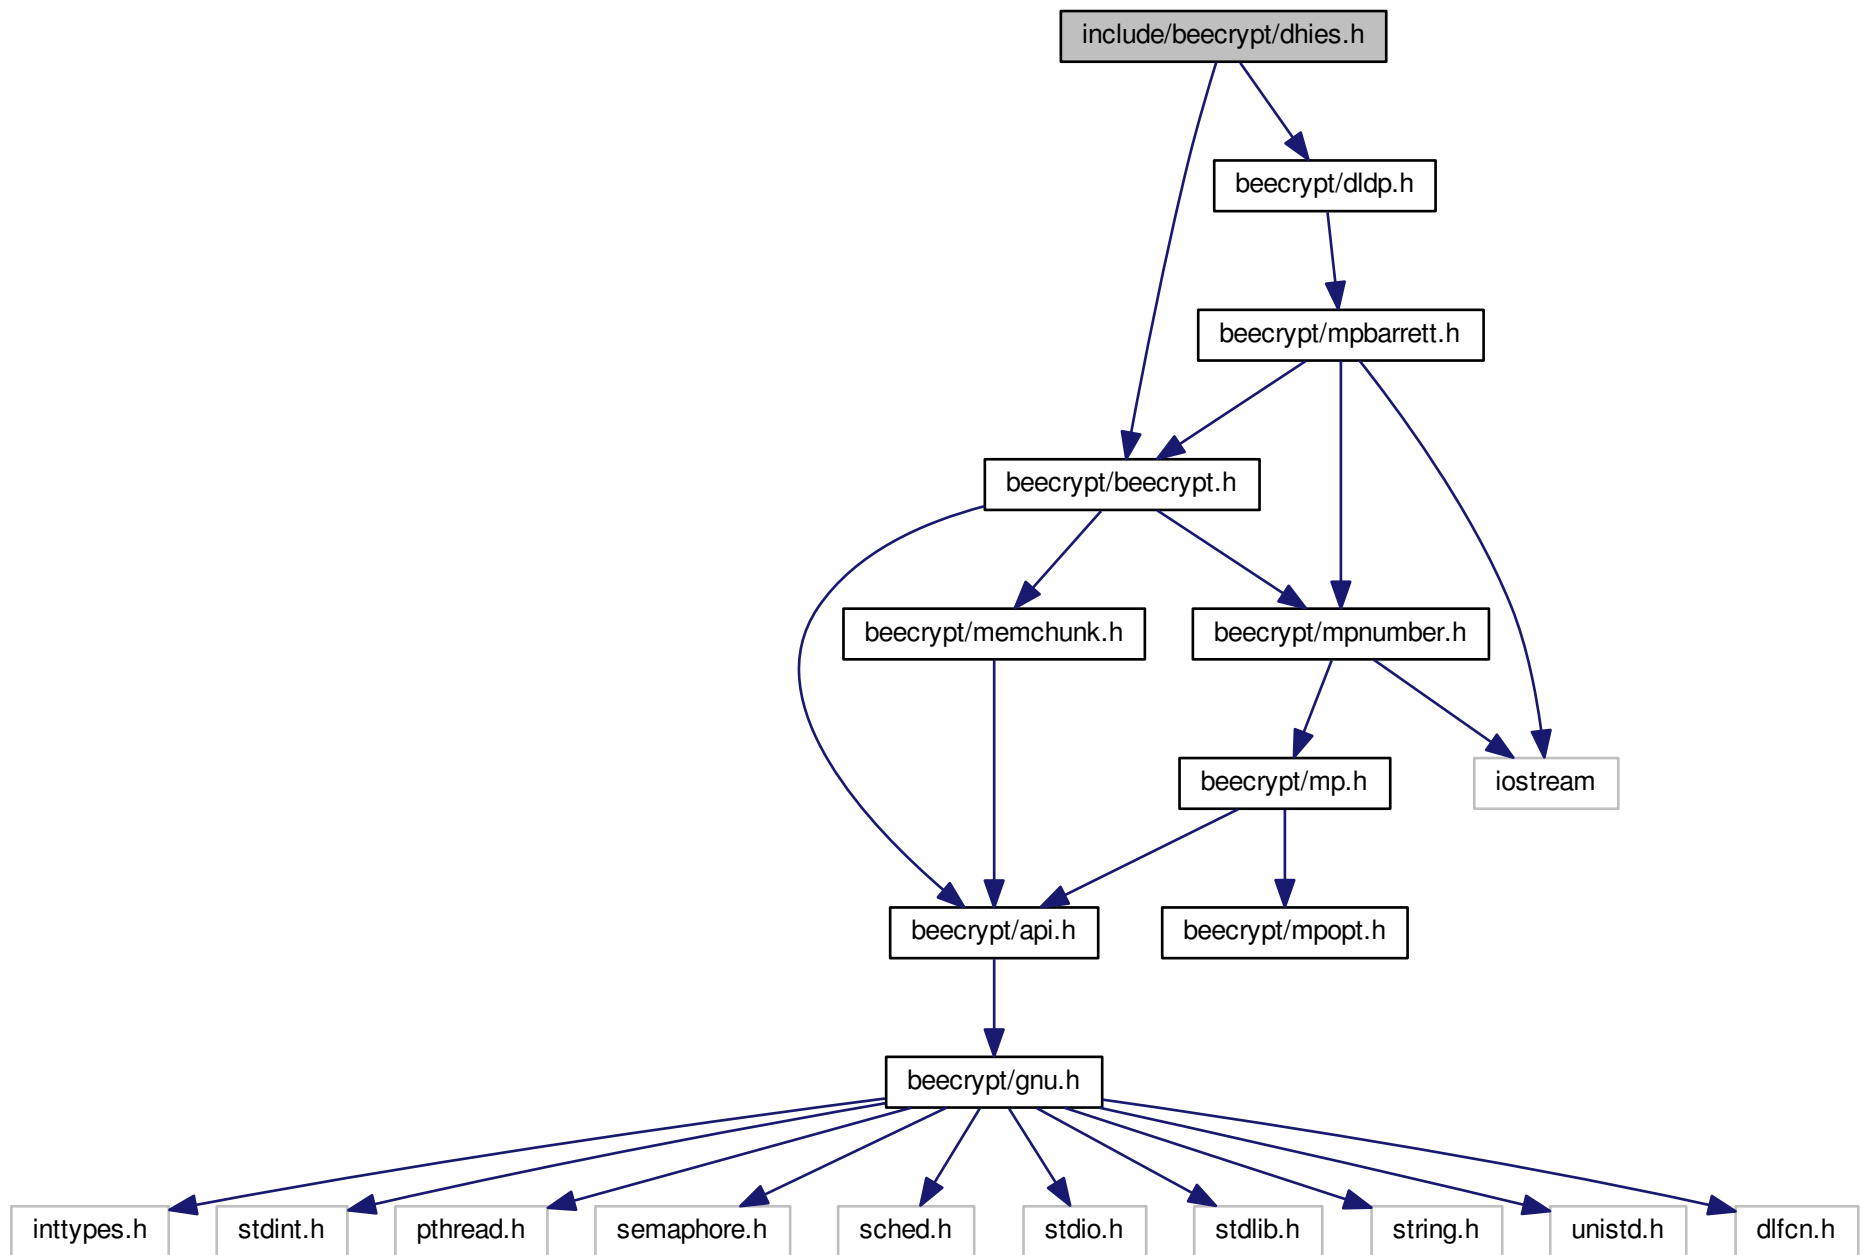 include/beecrypt/dhies.h
beecrypt/dldp.h
beecrypt/mpbarrett.h
beecrypt/beecrypt.h
beecrypt/memchunk.h
beecrypt/mpnumber.h
beecrypt/mp.h
iostream
beecrypt/api.h
beecrypt/mpopt.h
beecrypt/gnu.h
inttypes.h
stdint.h
pthread.h
semaphore.h
sched.h
stdio.h
stdlib.h
string.h
unistd.h
dlfcn.h